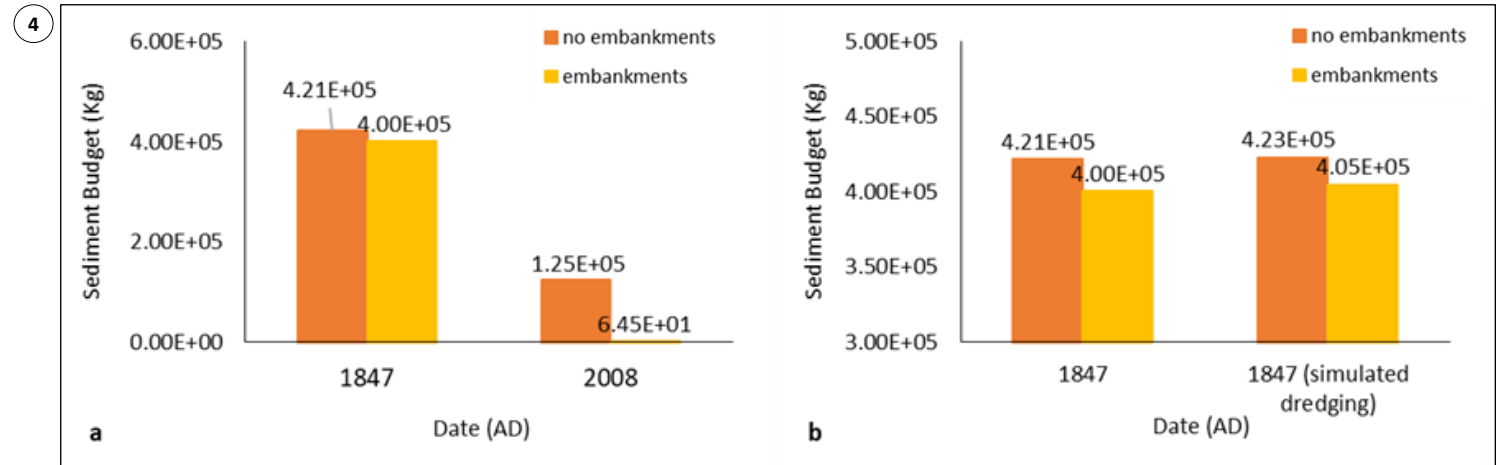 4
6.00E+05
4.00E+05
2.00E+05
0.00E+00
Sediment Budget (Kg)
no embankments
embankments
4.21E+05
4.00E+05
1.25E+05
6.45E+01
1847
2008
Date (AD)
a
5.00E+05
4.50E+05
4.00E+05
3.50E+05
3.00E+05
Sediment Budget (Kg)
no embankments
embankments
4.21E+05
4.00E+05
4.23E+05
4.05E+05
1847
1847 (simulated
dredging)
Date (AD)
b